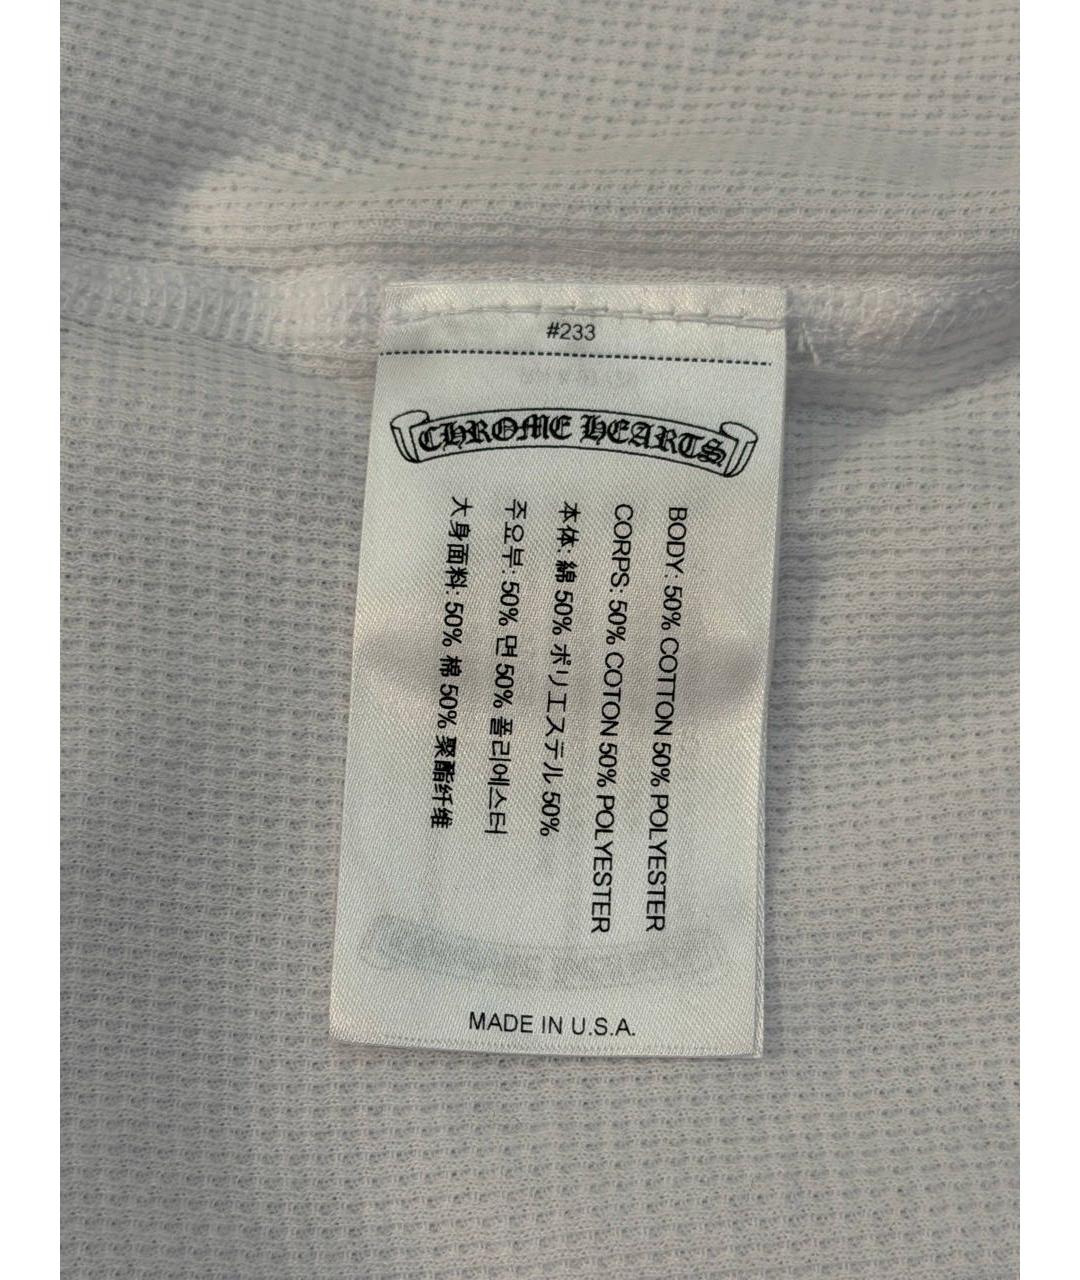 #233
CHROME HEARTS
BODY: 50% COTTON 50% POLYESTER
CORPS: 50% COTON 50% POLYESTER
本体: 綿 50% ポリエステル 50%
주요부: 50% 면 50% 폴리에스터
大身面料: 50% 棉 50% 聚酯纤维
MADE IN U.S.A.